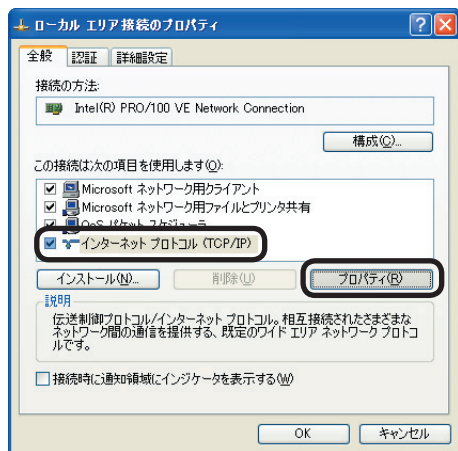 ローカル エリア接続のプロパティ
全般 認証 詳細設定
接続の方法:
Intel(R) PRO/100 VE Network Connection
構成(C)...
この接続は次の項目を使用します(O):
Microsoft ネットワーク用クライアント
Microsoft ネットワーク用ファイルとプリンタ共有
QoS パケット スケジューラ
インターネット プロトコル (TCP/IP)
インストール(N)... 削除(U) プロパティ(R)
説明
伝送制御プロトコル/インターネット プロトコル。相互接続されたさまざまな
ネットワーク間の通信を提供する、既定のワイド エリア ネットワーク プロトコ
ルです。
接続時に通知領域にインジケータを表示する(W)
OK キャンセル